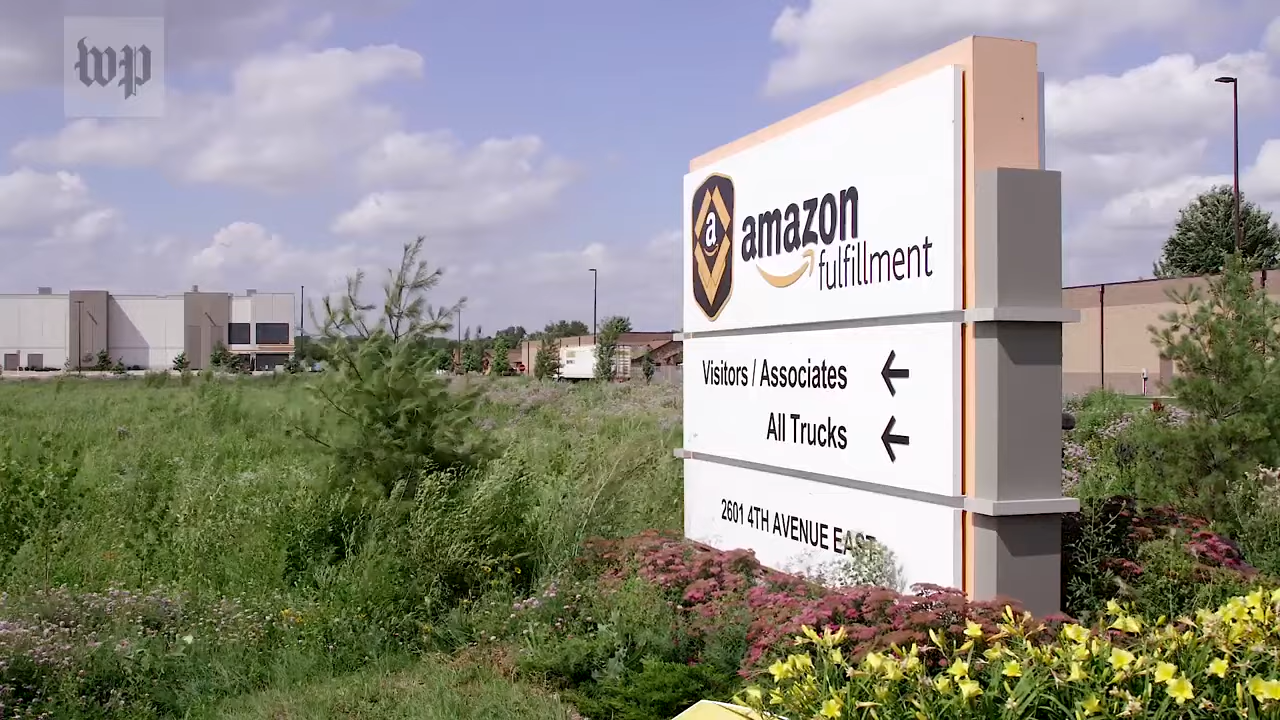 wp
a
amazon
fulfillment
Visitors / Associates
All Trucks
2601 4TH AVENUE EAST